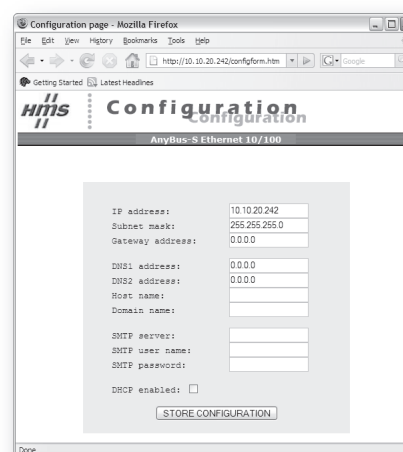 Configuration page - Mozilla Firefox
File Edit View History Bookmarks Tools Help
http://10.10.20.242/configform.htm Google
Getting Started Latest Headlines
HMS Configuration
Configuration
AnyBus-S Ethernet 10/100
IP address: 10.10.20.242
Subnet mask: 255.255.255.0
Gateway address: 0.0.0.0
DNS1 address: 0.0.0.0
DNS2 address: 0.0.0.0
Host name:
Domain name:
SMTP server:
SMTP user name:
SMTP password:
DHCP enabled:
STORE CONFIGURATION
Done